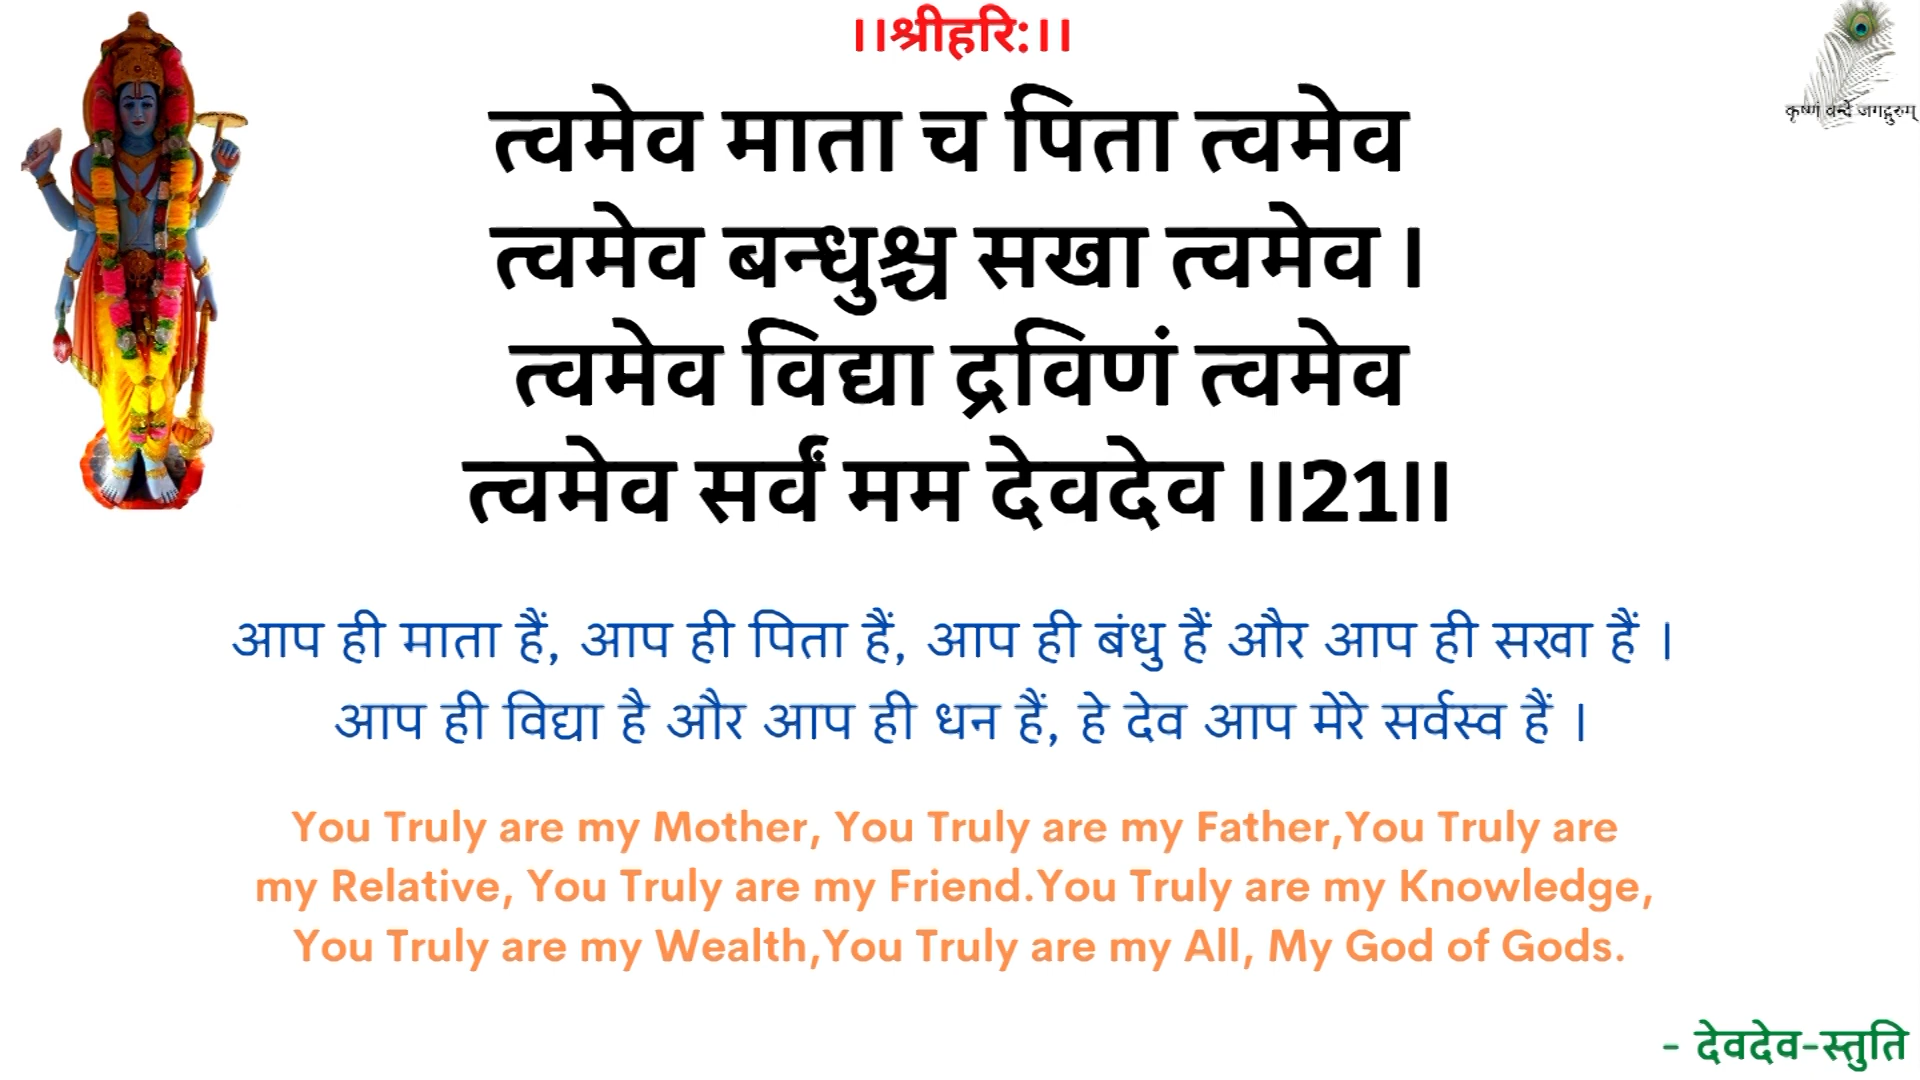 ।।श्रीहरि:।।
कृष्णं वन्दे जगद्गुरुम्
त्वमेव माता च पिता त्वमेव
त्वमेव बन्धुश्च सखा त्वमेव ।
त्वमेव विद्या द्रविणं त्वमेव
त्वमेव सर्वं मम देवदेव ।।21।।
आप ही माता हैं, आप ही पिता हैं, आप ही बंधु हैं और आप ही सखा हैं ।
आप ही विद्या है और आप ही धन हैं, हे देव आप मेरे सर्वस्व हैं ।
You Truly are my Mother, You Truly are my Father,You Truly are
my Relative, You Truly are my Friend.You Truly are my Knowledge,
You Truly are my Wealth,You Truly are my All, My God of Gods.
- देवदेव-स्तुति